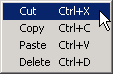 Cut Ctrl+X
Copy Ctrl+C
Paste Ctrl+V
Delete Ctrl+D